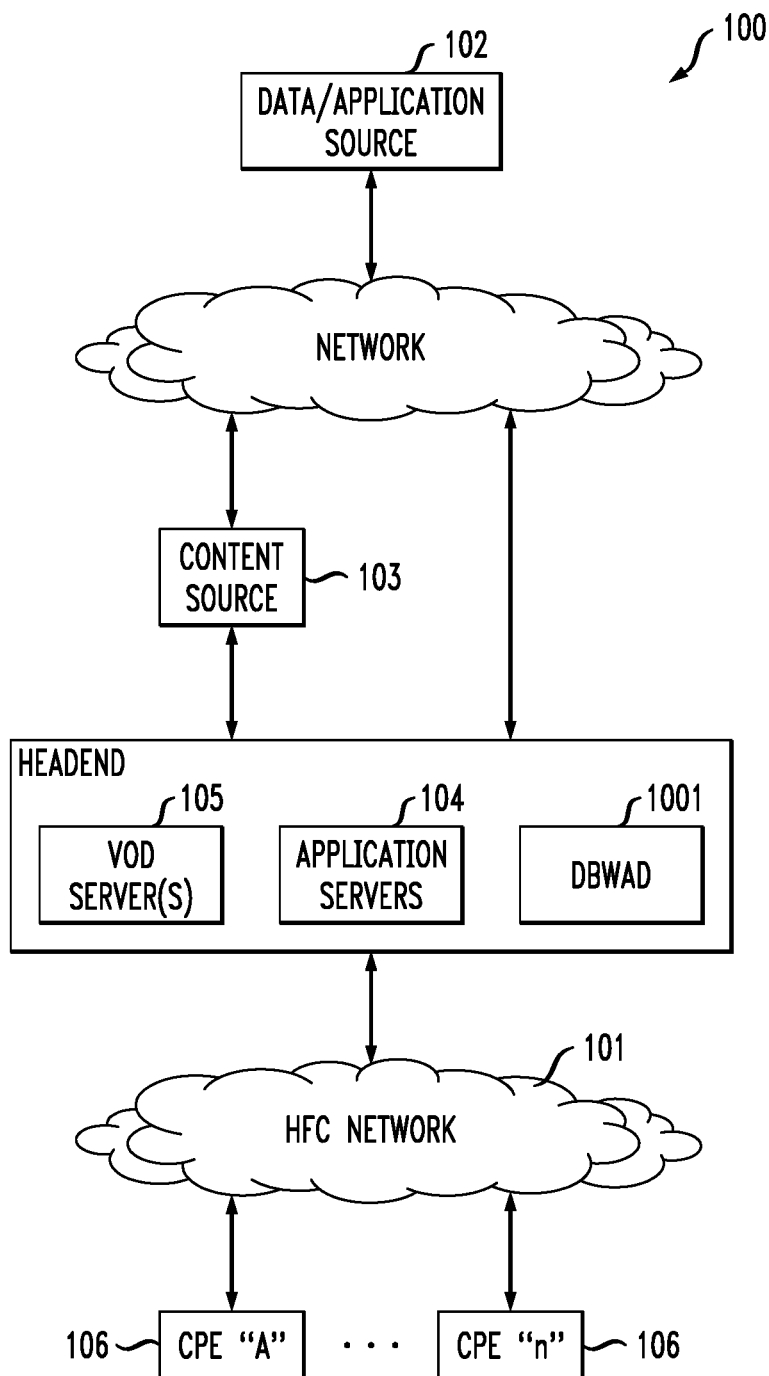 100
102
DATA/APPLICATION
SOURCE
NETWORK
CONTENT
SOURCE
103
HEADEND
105
VOD
SERVER(S)
104
APPLICATION
SERVERS
1001
DBWAD
101
HFC NETWORK
106
CPE “A”
· · ·
CPE “n”
106